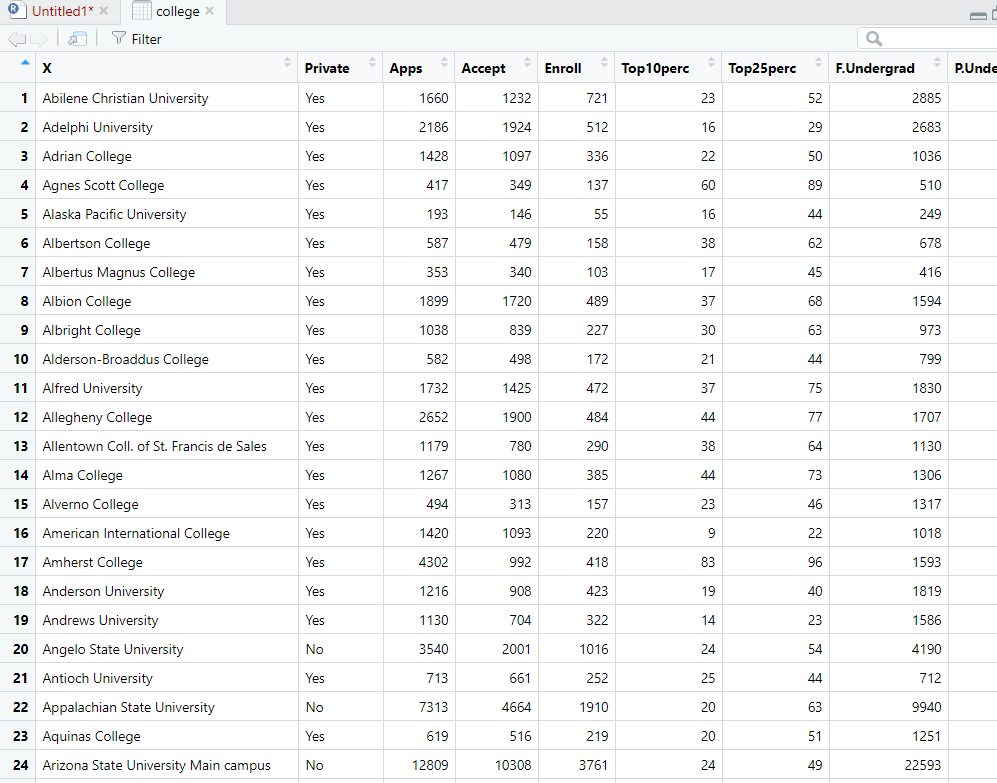 Untitled1* college
Filter
X Private Apps Accept Enroll Top10perc Top25perc F.Undergrad P.Unde
1 Abilene Christian University Yes 1660 1232 721 23 52 2885
2 Adelphi University Yes 2186 1924 512 16 29 2683
3 Adrian College Yes 1428 1097 336 22 50 1036
4 Agnes Scott College Yes 417 349 137 60 89 510
5 Alaska Pacific University Yes 193 146 55 16 44 249
6 Albertson College Yes 587 479 158 38 62 678
7 Albertus Magnus College Yes 353 340 103 17 45 416
8 Albion College Yes 1899 1720 489 37 68 1594
9 Albright College Yes 1038 839 227 30 63 973
10 Alderson-Broaddus College Yes 582 498 172 21 44 799
11 Alfred University Yes 1732 1425 472 37 75 1830
12 Allegheny College Yes 2652 1900 484 44 77 1707
13 Allentown Coll. of St. Francis de Sales Yes 1179 780 290 38 64 1130
14 Alma College Yes 1267 1080 385 44 73 1306
15 Alverno College Yes 494 313 157 23 46 1317
16 American International College Yes 1420 1093 220 9 22 1018
17 Amherst College Yes 4302 992 418 83 96 1593
18 Anderson University Yes 1216 908 423 19 40 1819
19 Andrews University Yes 1130 704 322 14 23 1586
20 Angelo State University No 3540 2001 1016 24 54 4190
21 Antioch University Yes 713 661 252 25 44 712
22 Appalachian State University No 7313 4664 1910 20 63 9940
23 Aquinas College Yes 619 516 219 20 51 1251
24 Arizona State University Main campus No 12809 10308 3761 24 49 22593